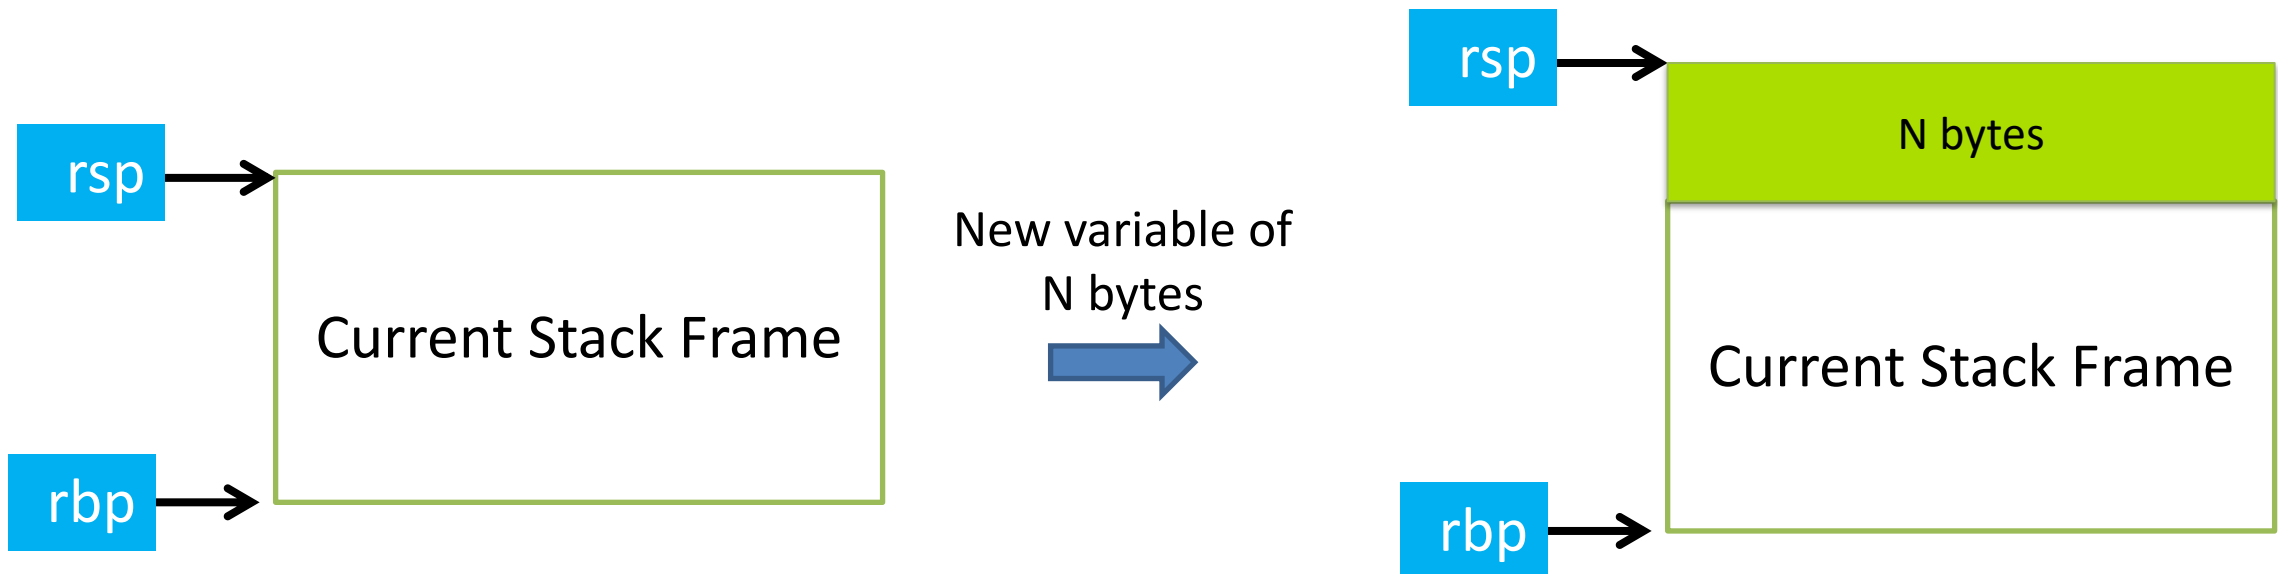 rsp
Current Stack Frame
rbp
New variable of
N bytes
rsp
N bytes
Current Stack Frame
rbp